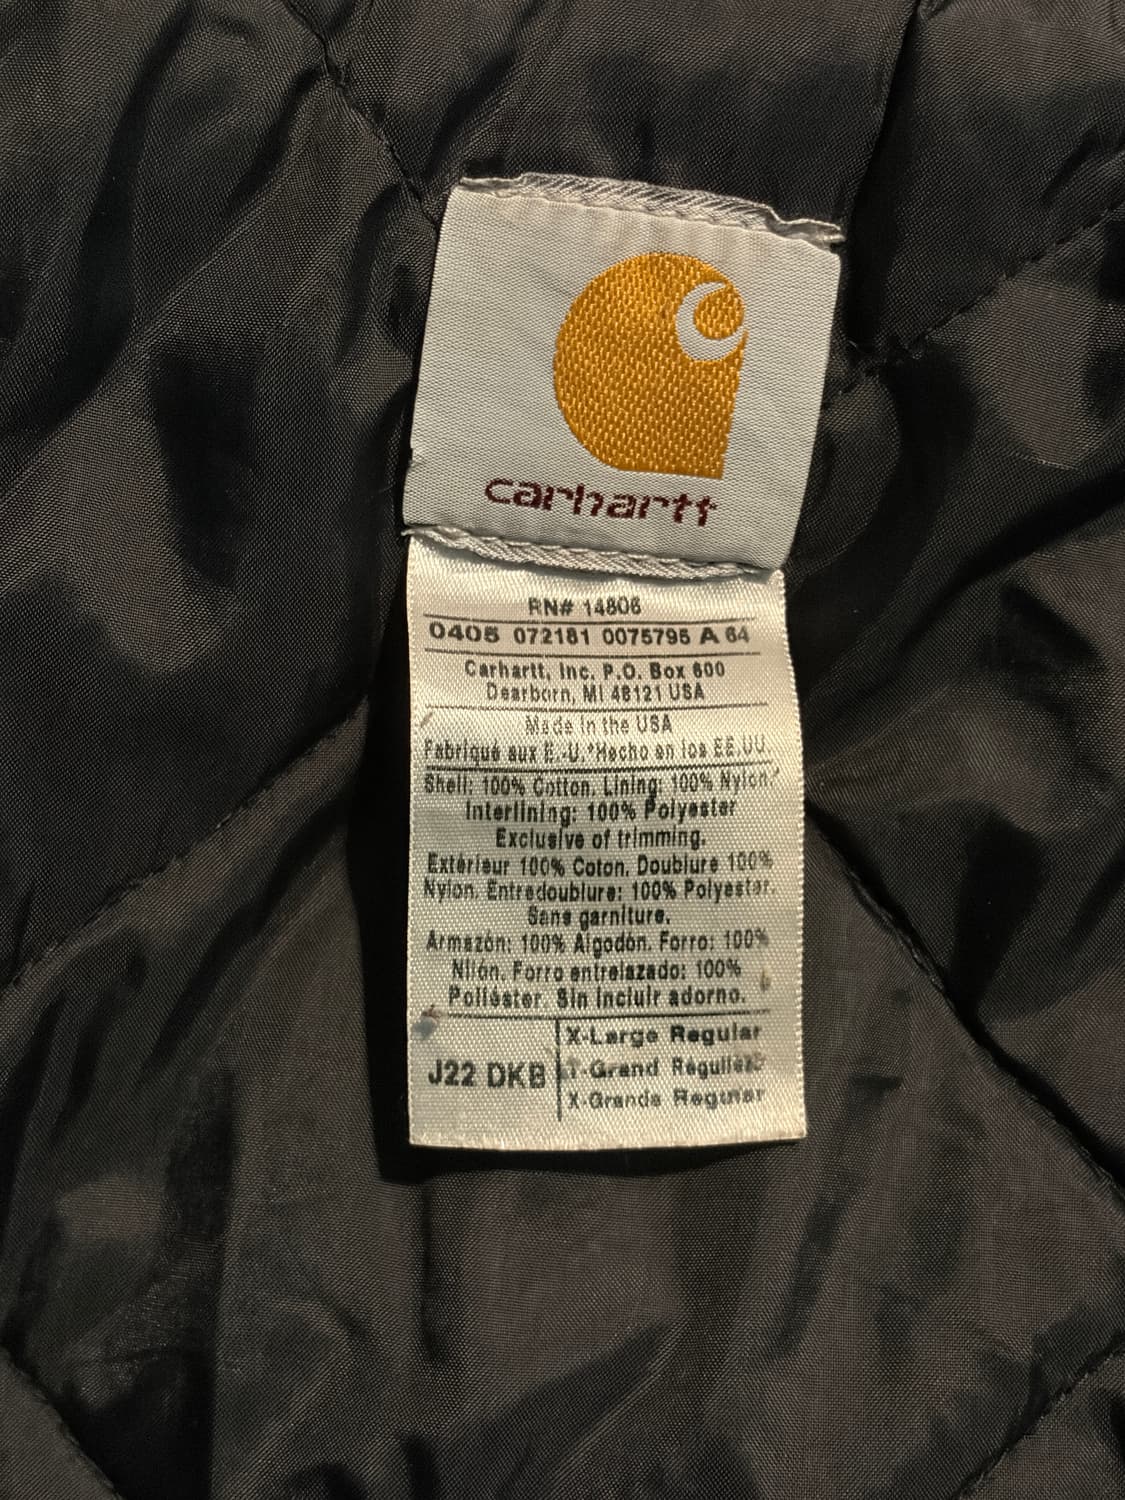 carhartt
RN# 14806
0405 072181 0075795 A 64
Carhartt, Inc. P.O. Box 600
Dearborn, MI 48121 USA
Made in the USA
Fabriqué aux E.-U.*Hecho en los EE.UU.
Shell: 100% Cotton. Lining: 100% Nylon.
Interlining: 100% Polyester
Exclusive of trimming.
Extérieur 100% Coton. Doublure 100%
Nylon. Entredoublure: 100% Polyester.
Sans garniture.
Armazón: 100% Algodón. Forro: 100%
Nilón. Forro entrelazado: 100%
Poliéster. Sin incluir adorno.
J22 DKB
X-Large Regular
T-Grand Régulier
X-Grande Regular